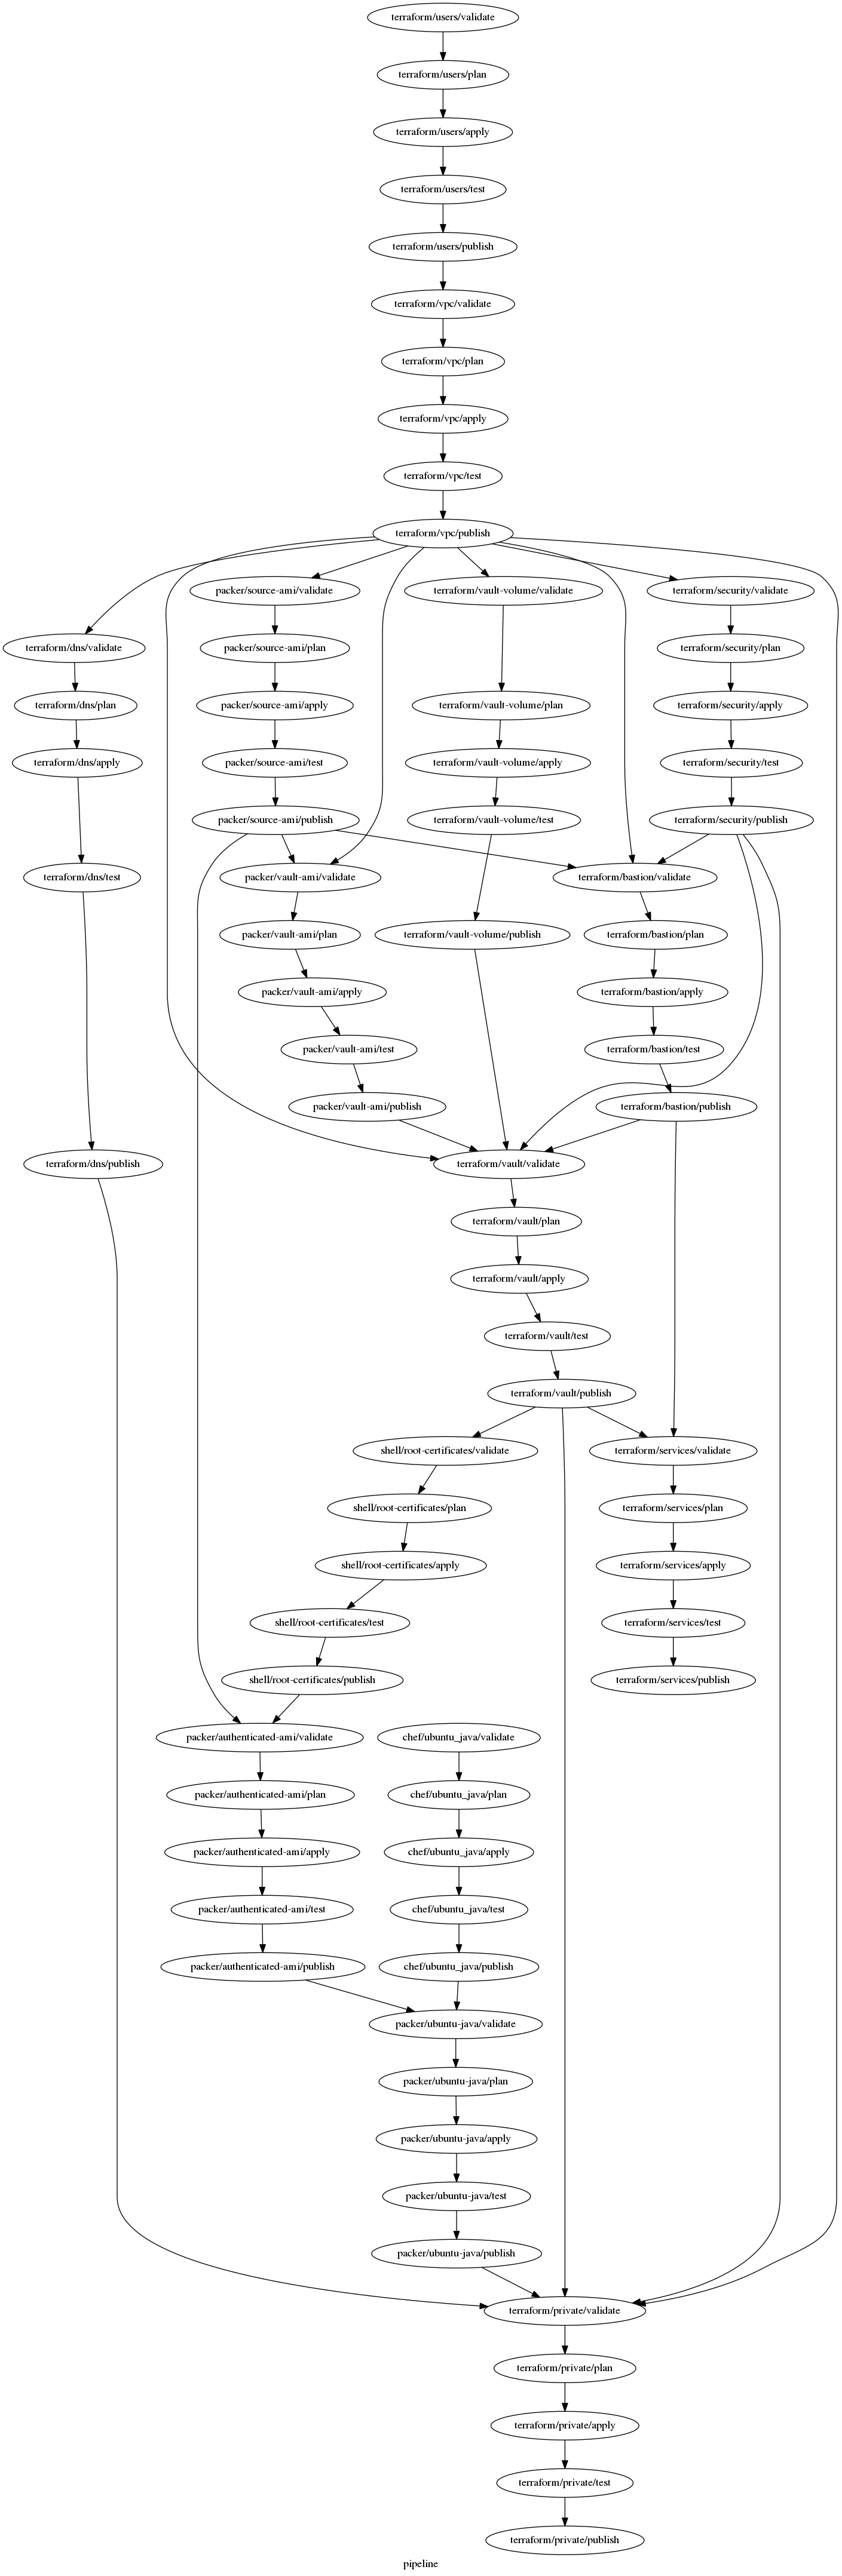 terraform/users/validate
terraform/users/plan
terraform/users/apply
terraform/users/test
terraform/users/publish
terraform/vpc/validate
terraform/vpc/plan
terraform/vpc/apply
terraform/vpc/test
terraform/vpc/publish
packer/source-ami/validate
terraform/vault-volume/validate
terraform/security/validate
terraform/dns/validate
packer/source-ami/plan
terraform/security/plan
terraform/dns/plan
packer/source-ami/apply
terraform/vault-volume/plan
terraform/security/apply
terraform/dns/apply
packer/source-ami/test
terraform/vault-volume/apply
terraform/security/test
packer/source-ami/publish
terraform/vault-volume/test
terraform/security/publish
terraform/dns/test
packer/vault-ami/validate
terraform/bastion/validate
packer/vault-ami/plan
terraform/vault-volume/publish
terraform/bastion/plan
packer/vault-ami/apply
terraform/bastion/apply
packer/vault-ami/test
terraform/bastion/test
packer/vault-ami/publish
terraform/bastion/publish
terraform/dns/publish
terraform/vault/validate
terraform/vault/plan
terraform/vault/apply
terraform/vault/test
terraform/vault/publish
shell/root-certificates/validate
terraform/services/validate
shell/root-certificates/plan
terraform/services/plan
shell/root-certificates/apply
terraform/services/apply
shell/root-certificates/test
terraform/services/test
shell/root-certificates/publish
terraform/services/publish
packer/authenticated-ami/validate
chef/ubuntu_java/validate
packer/authenticated-ami/plan
chef/ubuntu_java/plan
packer/authenticated-ami/apply
chef/ubuntu_java/apply
packer/authenticated-ami/test
chef/ubuntu_java/test
packer/authenticated-ami/publish
chef/ubuntu_java/publish
packer/ubuntu-java/validate
packer/ubuntu-java/plan
packer/ubuntu-java/apply
packer/ubuntu-java/test
packer/ubuntu-java/publish
terraform/private/validate
terraform/private/plan
terraform/private/apply
terraform/private/test
terraform/private/publish
pipeline